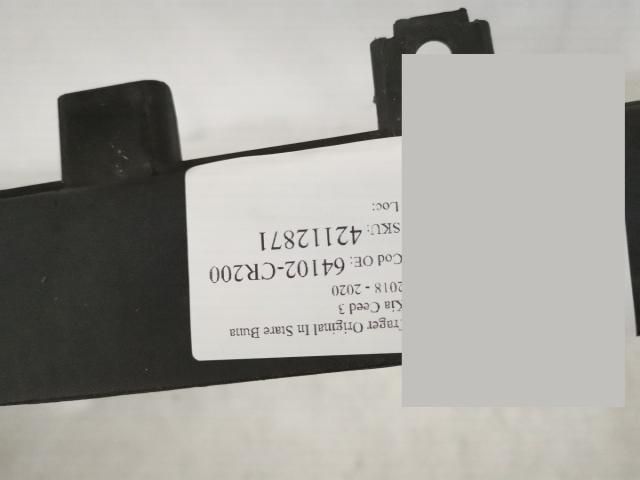 Trager Original In Stare Buna
Kia Ceed 3
2018 - 2020
Cod OE: 64102-CR200
SKU: 42112871
Loc: